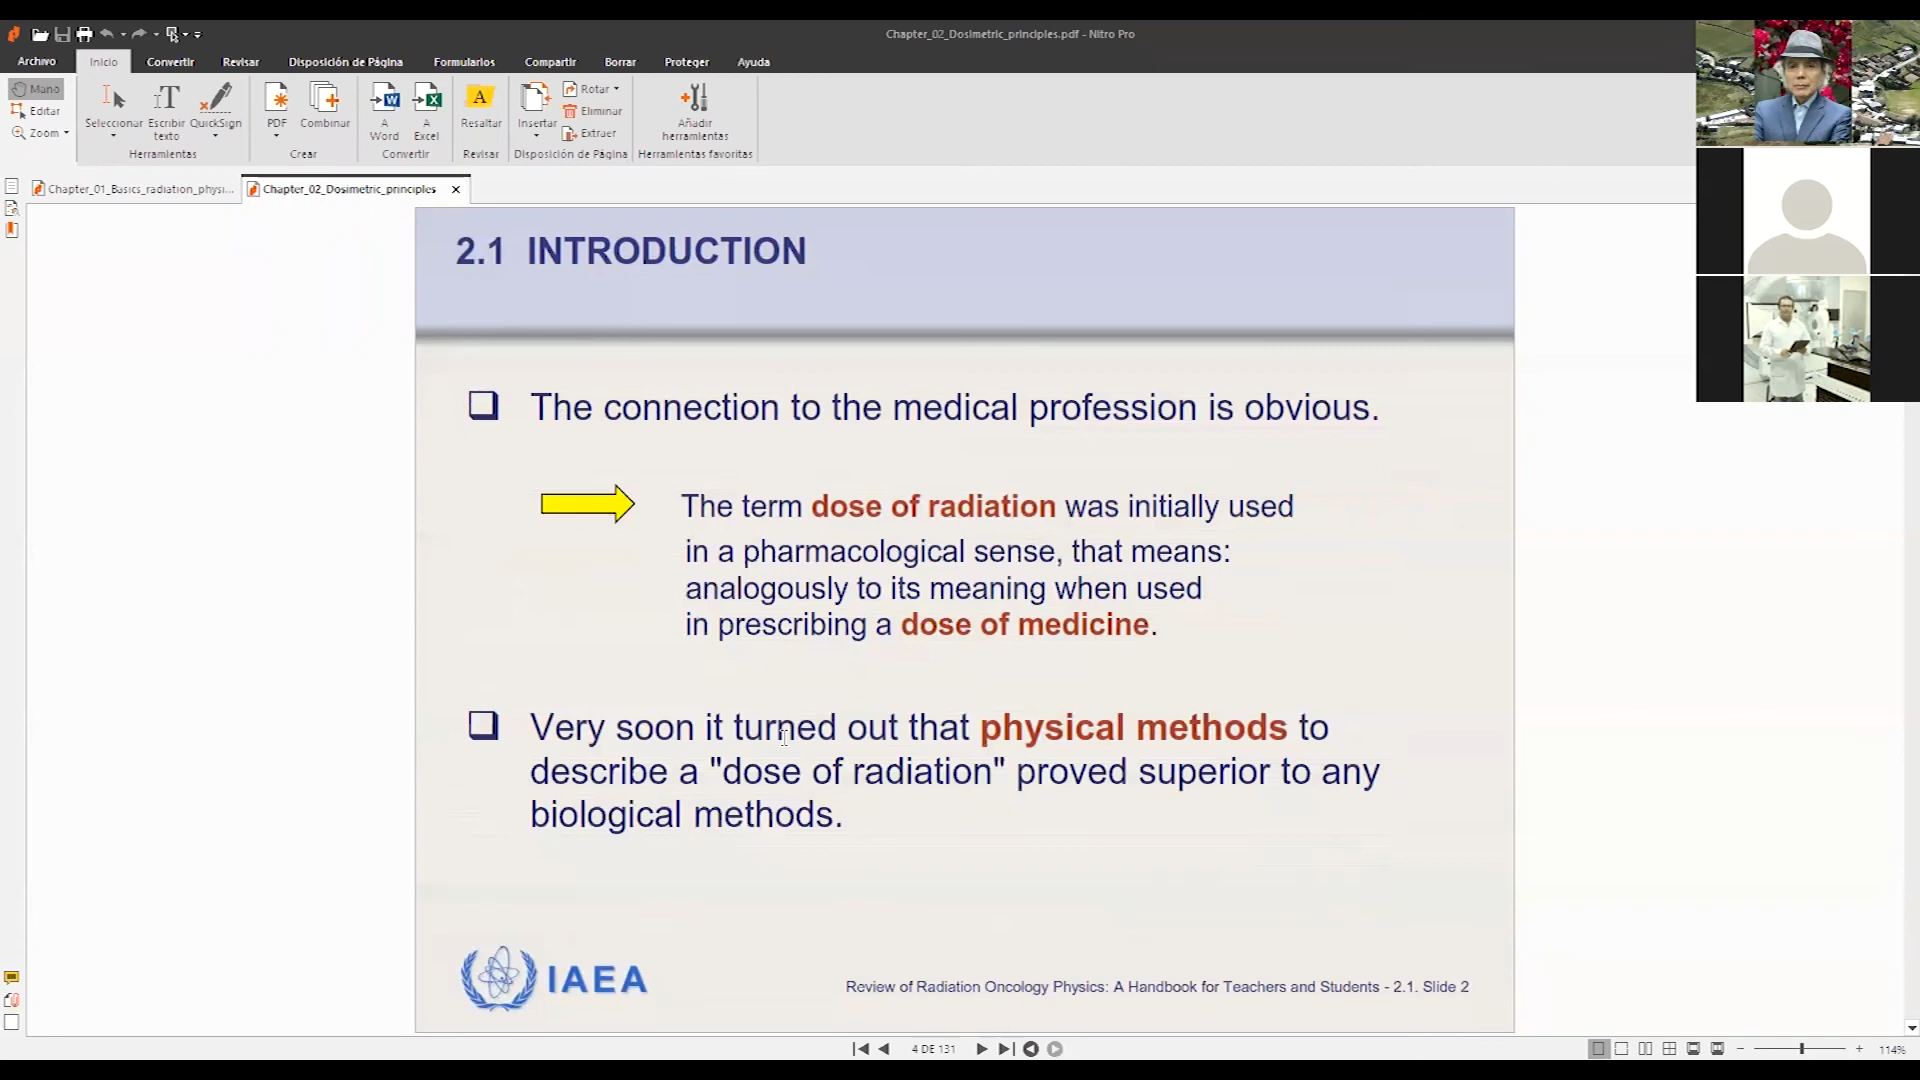 Chapter_02_Dosimetric_principles.pdf - Nitro Pro
Archivo Inicio Convertir Revisar Disposición de Página Formularios Compartir Borrar Proteger Ayuda
Mano
Editar
Zoom
Seleccionar
Escribir texto
QuickSign
Herramientas
PDF
Combinar
Crear
A Word
A Excel
Convertir
Resaltar
Revisar
Insertar
Rotar
Eliminar
Extraer
Disposición de Página
Añadir herramientas
Herramientas favoritas
Chapter_01_Basics_radiation_physi...
Chapter_02_Dosimetric_principles
2.1 INTRODUCTION
The connection to the medical profession is obvious.
The term dose of radiation was initially used
in a pharmacological sense, that means:
analogously to its meaning when used
in prescribing a dose of medicine.
Very soon it turned out that physical methods to
describe a "dose of radiation" proved superior to any
biological methods.
IAEA
Review of Radiation Oncology Physics: A Handbook for Teachers and Students - 2.1. Slide 2
4 DE 131
114%